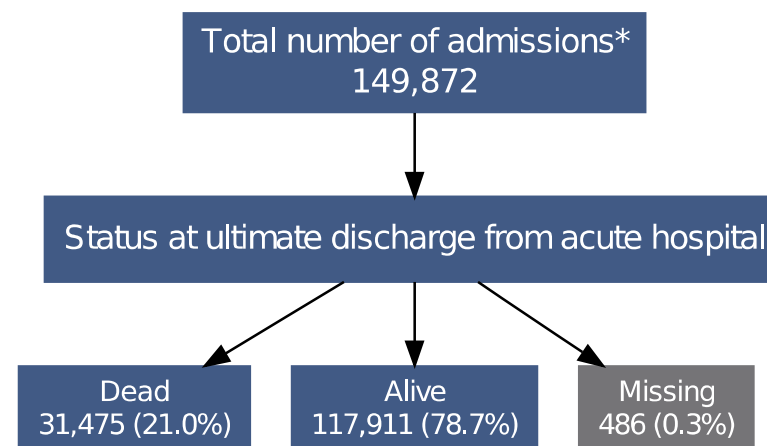 Total number of admissions*
149,872
Status at ultimate discharge from acute hospital
Dead
31,475 (21.0%)
Alive
117,911 (78.7%)
Missing
486 (0.3%)